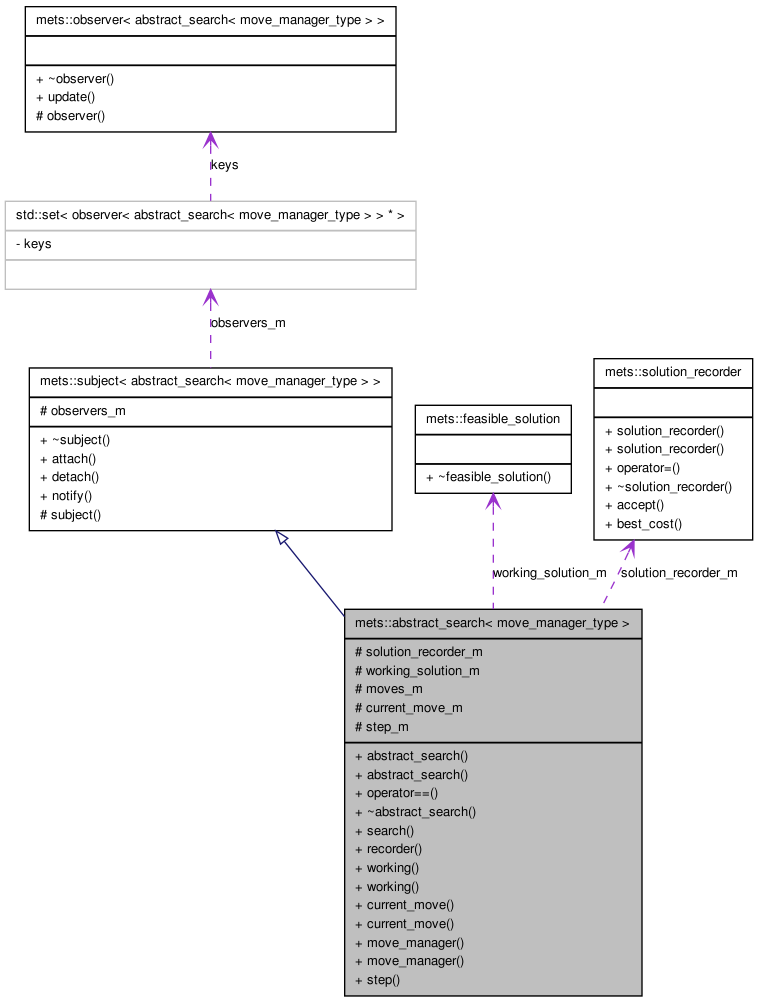 mets::observer< abstract_search< move_manager_type > >
+ ~observer()
+ update()
# observer()
keys
std::set< observer< abstract_search< move_manager_type > > * >
- keys
observers_m
mets::subject< abstract_search< move_manager_type > >
# observers_m
+ ~subject()
+ attach()
+ detach()
+ notify()
# subject()
mets::feasible_solution
+ ~feasible_solution()
mets::solution_recorder
+ solution_recorder()
+ solution_recorder()
+ operator=()
+ ~solution_recorder()
+ accept()
+ best_cost()
working_solution_m
solution_recorder_m
mets::abstract_search< move_manager_type >
# solution_recorder_m
# working_solution_m
# moves_m
# current_move_m
# step_m
+ abstract_search()
+ abstract_search()
+ operator==()
+ ~abstract_search()
+ search()
+ recorder()
+ working()
+ working()
+ current_move()
+ current_move()
+ move_manager()
+ move_manager()
+ step()